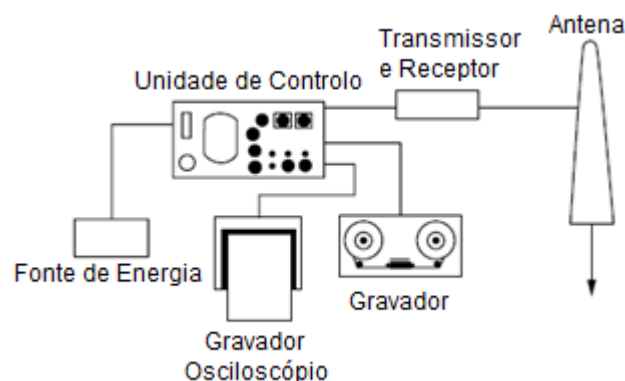 Antena
Transmissor
e Receptor
Unidade de Controlo
Fonte de Energia
Gravador
Gravador
Osciloscópio